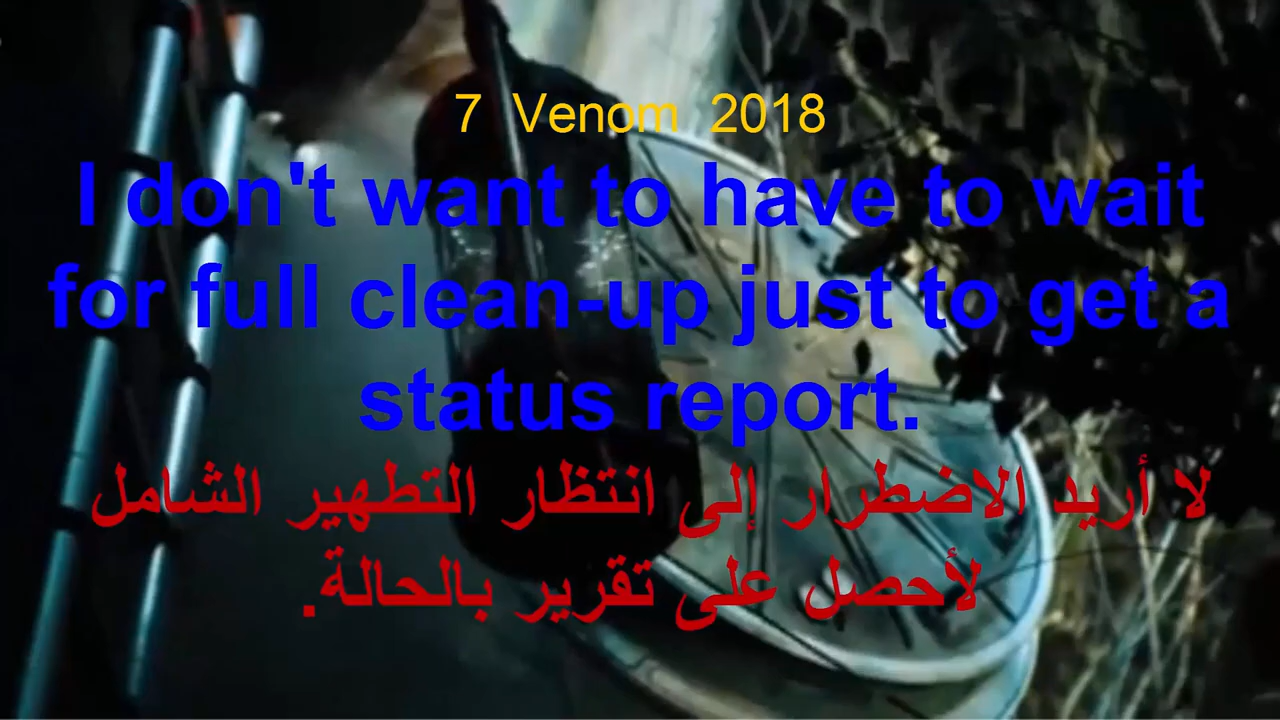 7 Venom 2018
I don't want to have to wait
for full clean-up just to get a
status report.
لا أريد الاضطرار إلى انتظار التطهير الشامل
لأحصل على تقرير بالحالة.